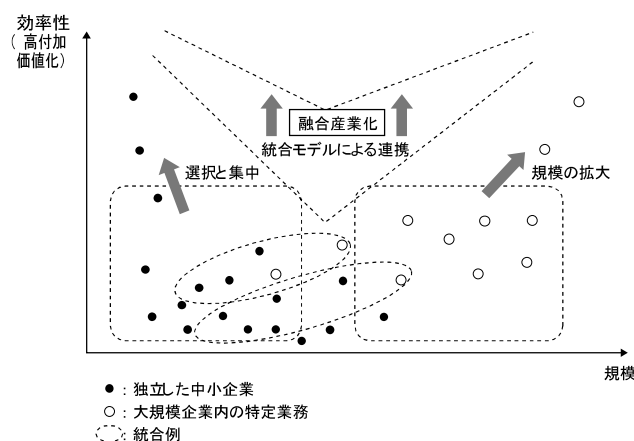 効率性
(高付加
価値化)
融合産業化
統合モデルによる連携
選択と集中
規模の拡大
規模
● : 独立した中小企業
○ : 大規模企業内の特定業務
: 統合例